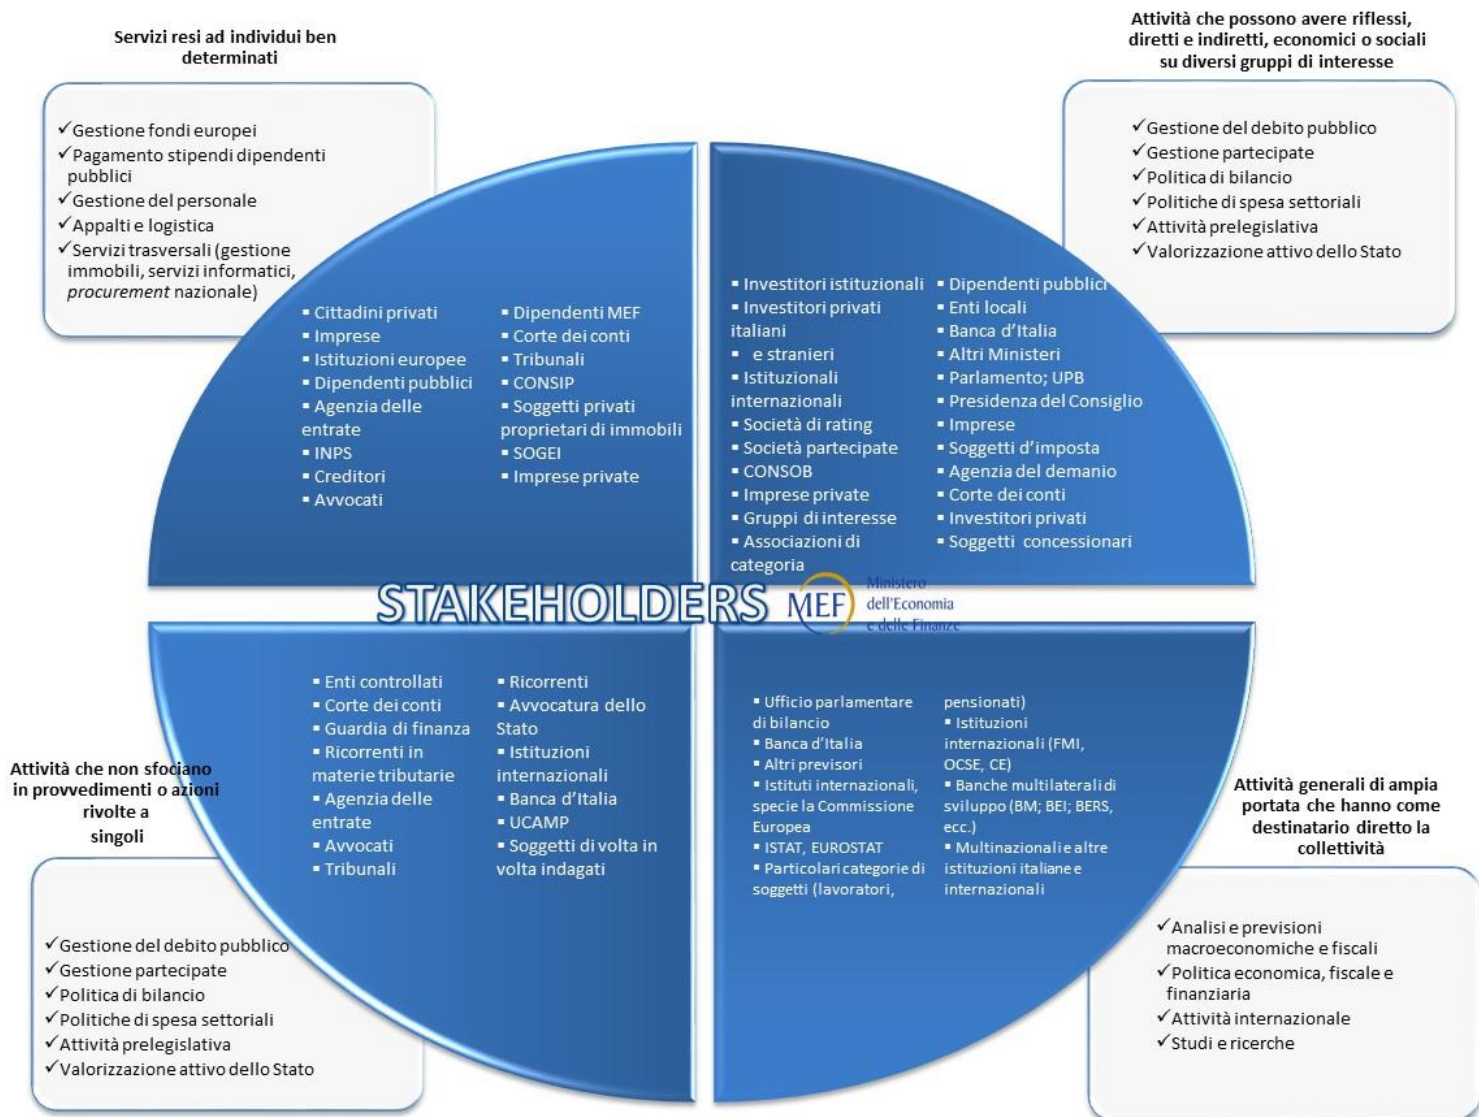 Servizi resi ad individui ben
determinati
✓Gestione fondi europei
✓Pagamento stipendi dipendenti
pubblici
✓Gestione del personale
✓Appalti e logistica
✓Servizi trasversali (gestione
immobili, servizi informatici,
procurement nazionale)
Attività che possono avere riflessi,
diretti e indiretti, economici o sociali
su diversi gruppi di interesse
✓Gestione del debito pubblico
✓Gestione partecipate
✓Politica di bilancio
✓Politiche di spesa settoriali
✓Attività prelegislativa
✓Valorizzazione attivo dello Stato
▪ Cittadini privati
▪ Imprese
▪ Istituzioni europee
▪ Dipendenti pubblici
▪ Agenzia delle
entrate
▪ INPS
▪ Creditori
▪ Avvocati
▪ Dipendenti MEF
▪ Corte dei conti
▪ Tribunali
▪ CONSIP
▪ Soggetti privati
proprietari di immobili
▪ SOGEI
▪ Imprese private
▪ Investitori istituzionali
▪ Investitori privati
italiani
▪ e stranieri
▪ Istituzionali
internazionali
▪ Società di rating
▪ Società partecipate
▪ CONSOB
▪ Imprese private
▪ Gruppi di interesse
▪ Associazioni di
categoria
▪ Dipendenti pubblici
▪ Enti locali
▪ Banca d'Italia
▪ Altri Ministeri
▪ Parlamento; UPB
▪ Presidenza del Consiglio
▪ Imprese
▪ Soggetti d'imposta
▪ Agenzia del demanio
▪ Corte dei conti
▪ Investitori privati
▪ Soggetti concessionari
STAKEHOLDERS
MEF
Ministero
dell'Economia
e delle Finanze
▪ Enti controllati
▪ Corte dei conti
▪ Guardia di finanza
▪ Ricorrenti in
materie tributarie
▪ Agenzia delle
entrate
▪ Avvocati
▪ Tribunali
▪ Ricorrenti
▪ Avvocatura dello
Stato
▪ Istituzioni
internazionali
▪ Banca d'Italia
▪ UCAMP
▪ Soggetti di volta in
volta indagati
▪ Ufficio parlamentare
di bilancio
▪ Banca d'Italia
▪ Altri previsori
▪ Istituti internazionali,
specie la Commissione
Europea
▪ ISTAT, EUROSTAT
▪ Particolari categorie di
soggetti (lavoratori,
pensionati)
▪ Istituzioni
internazionali (FMI,
OCSE, CE)
▪ Banche multilaterali di
sviluppo (BM; BEI; BERS,
ecc.)
▪ Multinazionali e altre
istituzioni italiane e
internazionali
Attività che non sfociano
in provvedimenti o azioni
rivolte a
singoli
✓Gestione del debito pubblico
✓Gestione partecipate
✓Politica di bilancio
✓Politiche di spesa settoriali
✓Attività prelegislativa
✓Valorizzazione attivo dello Stato
Attività generali di ampia
portata che hanno come
destinatario diretto la
collettività
✓Analisi e previsioni
macroeconomiche e fiscali
✓Politica economica, fiscale e
finanziaria
✓Attività internazionale
✓Studi e ricerche